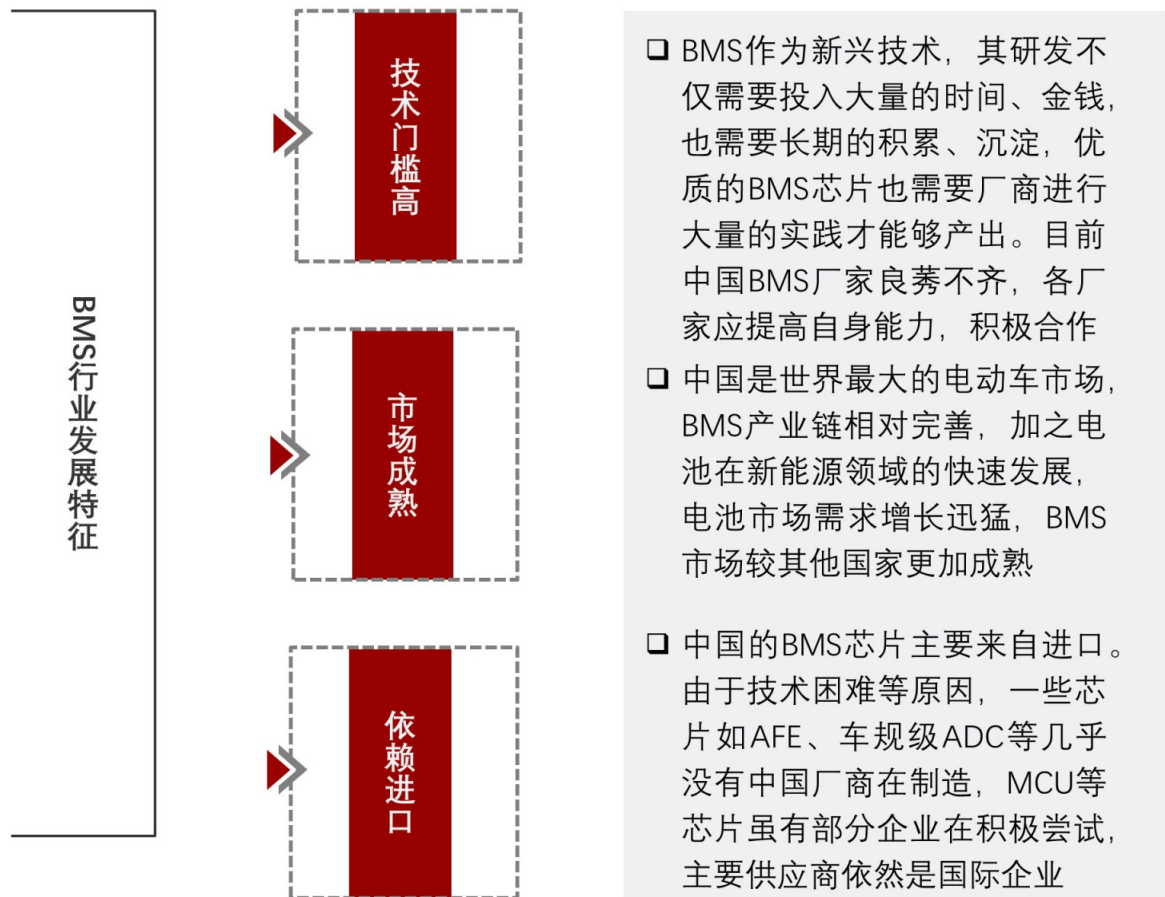 BMS行业发展特征
技术门槛高
BMS作为新兴技术，其研发不
仅需要投入大量的时间、金钱，
也需要长期的积累、沉淀，优
质的BMS芯片也需要厂商进行
大量的实践才能够产出。目前
中国BMS厂家良莠不齐，各厂
家应提高自身能力，积极合作
市场成熟
中国是世界最大的电动车市场，
BMS产业链相对完善，加之电
池在新能源领域的快速发展，
电池市场需求增长迅猛，BMS
市场较其他国家更加成熟
依赖进口
中国的BMS芯片主要来自进口。
由于技术困难等原因，一些芯
片如AFE、车规级ADC等几乎
没有中国厂商在制造，MCU等
芯片虽有部分企业在积极尝试，
主要供应商依然是国际企业